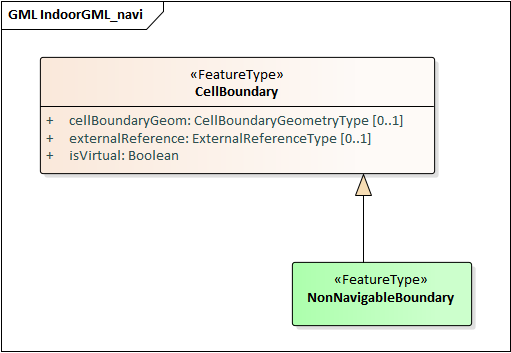 GML IndoorGML_navi
«FeatureType»
CellBoundary
+ cellBoundaryGeom: CellBoundaryGeometryType [0..1]
+ externalReference: ExternalReferenceType [0..1]
+ isVirtual: Boolean
«FeatureType»
NonNavigableBoundary